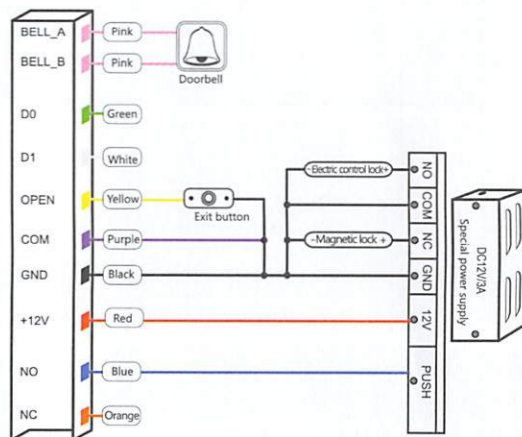 BELL_A
Pink
BELL_B
Pink
Doorbell
D0
Green
D1
White
OPEN
Yellow
Exit button
COM
Purple
GND
Black
+12V
Red
NO
Blue
NC
Orange
-Electric control lock+
-Magnetic lock +
NO
COM
NC
GND
12V
PUSH
DC12V/3A
Special power supply